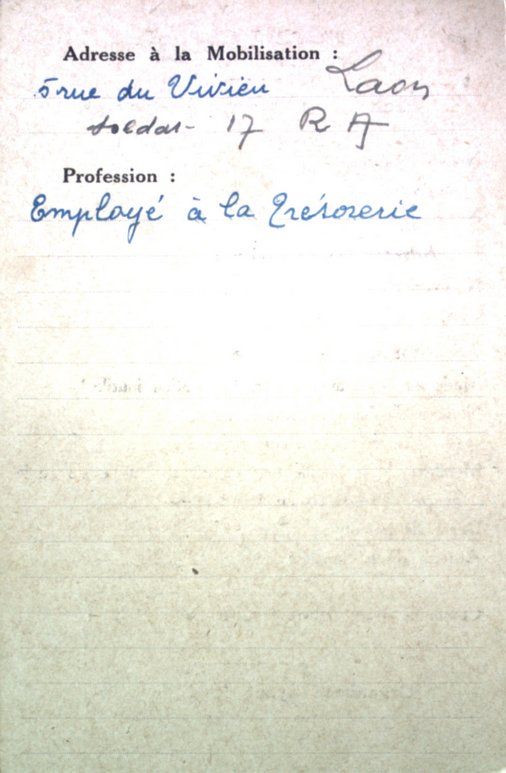 Adresse à la Mobilisation :
5 rue du Vivien Laon
soldat - 17 R A
Profession :
Employé à la Trésorerie